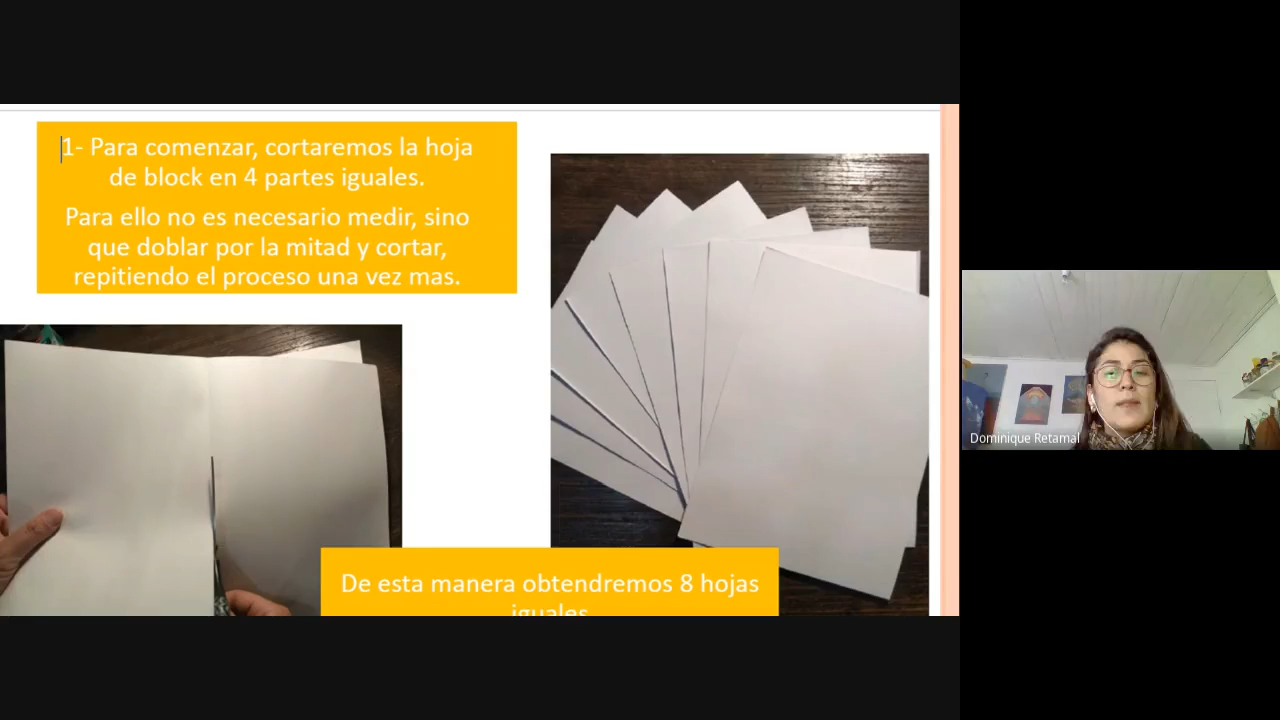 1- Para comenzar, cortaremos la hoja
de block en 4 partes iguales.
Para ello no es necesario medir, sino
que doblar por la mitad y cortar,
repitiendo el proceso una vez mas.
De esta manera obtendremos 8 hojas
iguales
Dominique Retamal